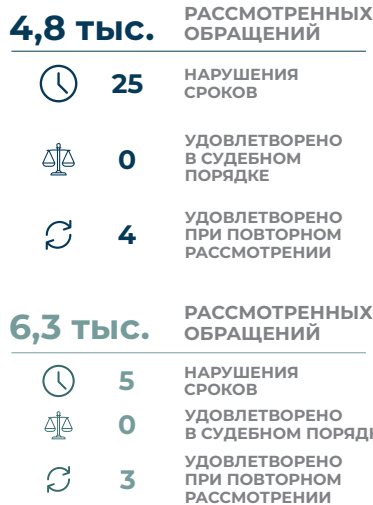 4,8 тыс.
РАССМОТРЕННЫХ
ОБРАЩЕНИЙ
25
НАРУШЕНИЯ
СРОКОВ
0
УДОВЛЕТВОРЕНО
В СУДЕБНОМ
ПОРЯДКЕ
4
УДОВЛЕТВОРЕНО
ПРИ ПОВТОРНОМ
РАССМОТРЕНИИ
6,3 тыс.
РАССМОТРЕННЫХ
ОБРАЩЕНИЙ
5
НАРУШЕНИЯ
СРОКОВ
0
УДОВЛЕТВОРЕНО
В СУДЕБНОМ
3
УДОВЛЕТВОРЕНО
ПРИ ПОВТОРНОМ
РАССМОТРЕНИИ